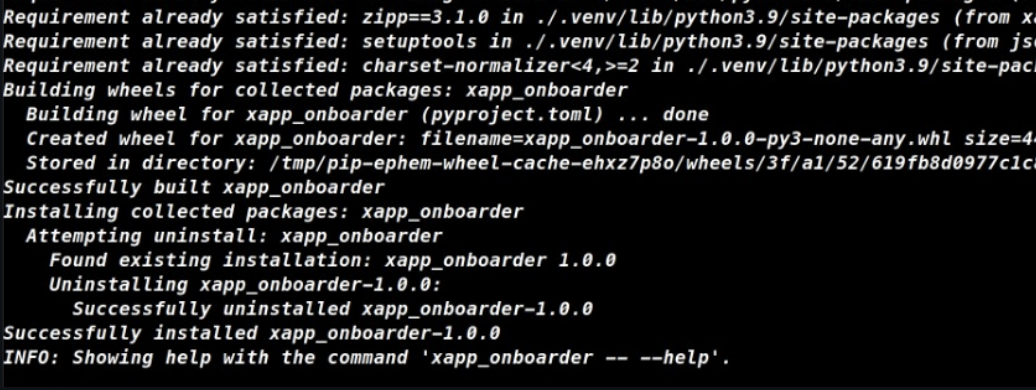 Requirement already satisfied: zipp==3.1.0 in ./.venv/lib/python3.9/site-packages (from
Requirement already satisfied: setuptools in ./.venv/lib/python3.9/site-packages (from
Requirement already satisfied: charset-normalizer<4,>=2 in ./.venv/lib/python3.9/
Building wheels for collected packages: xapp_onboarder
  Building wheel for xapp_onboarder (pyproject.toml) ... done
  Created wheel for xapp_onboarder: filename=xapp_onboarder-1.0.0-py3-none-any.whl
  Stored in directory: /tmp/pip-ephem-wheel-cache-ehxz7p8o/wheels/3f/a1/52/
Successfully built xapp_onboarder
Installing collected packages: xapp_onboarder
  Attempting uninstall: xapp_onboarder
    Found existing installation: xapp_onboarder 1.0.0
    Uninstalling xapp_onboarder-1.0.0:
      Successfully uninstalled xapp_onboarder-1.0.0
Successfully installed xapp_onboarder-1.0.0
INFO: Showing help with the command 'xapp_onboarder -- --help'.